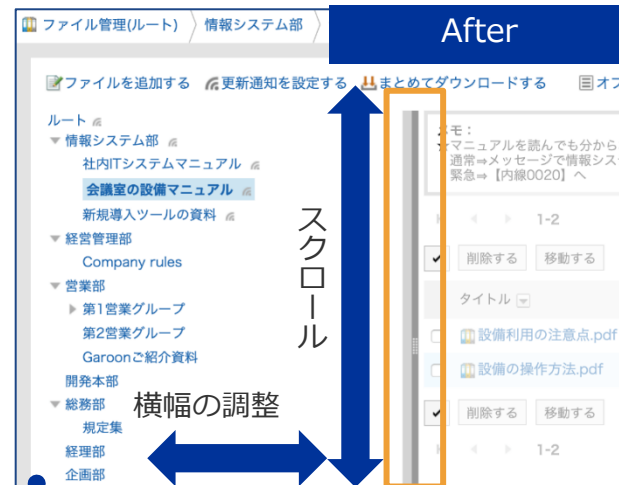 ファイル管理(ルート) 情報システム部
After
ファイルを追加する 更新通知を設定する まとめてダウンロードする オフ
ルート
情報システム部
社内ITシステムマニュアル
会議室の設備マニュアル
新規導入ツールの資料
経営管理部
Company rules
営業部
第1営業グループ
第2営業グループ
Garoonご紹介資料
開発本部
総務部
規定集
経理部
企画部
スクロール
横幅の調整
メモ：
★マニュアルを読んでも分から
通常⇒メッセージで情報シス
緊急⇒【内線0020】へ
1-2
削除する 移動する
タイトル
設備利用の注意点.pdf
設備の操作方法.pdf
削除する 移動する
1-2